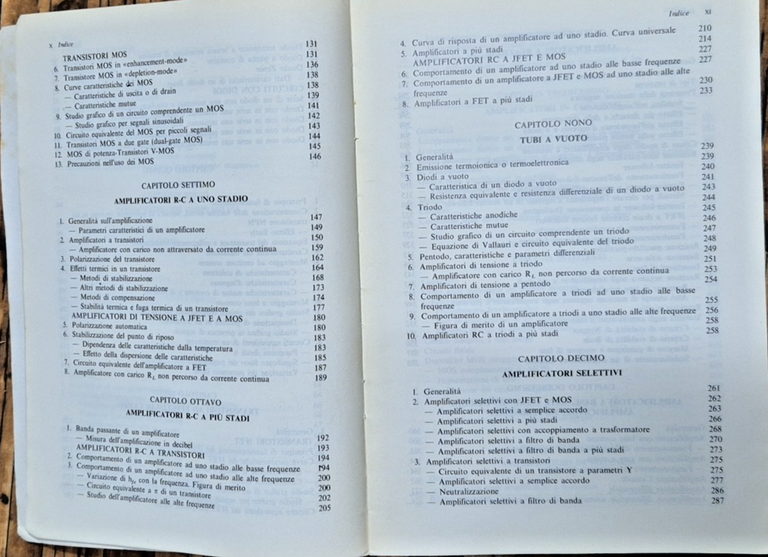 x Indice
TRANSISTORI MOS 131
6. Transistori MOS in «enhancement-mode» 131
7. Transistore MOS in «depletion-mode» 136
8. Curve caratteristiche dei MOS 138
— Caratteristiche di uscita o di drain 138
— Caratteristiche mutue 139
9. Studio grafico di un circuito comprendente un MOS 141
— Studio grafico per segnali sinusoidali 142
10. Circuito equivalente del MOS per piccoli segnali 143
11. Transistori MOS a due gate (dual-gate MOS) 144
12. MOS di potenza-Transistori V-MOS 145
13. Precauzioni nell'uso dei MOS 146
CAPITOLO SETTIMO
AMPLIFICATORI R-C A UNO STADIO
1. Generalità sull'amplificazione 147
— Parametri caratteristici di un amplificatore 149
2. Amplificatori a transistori 150
— Amplificatore con carico non attraversato da corrente continua 159
3. Polarizzazione del transistore 162
4. Effetti termici in un transistore 164
— Metodi di stabilizzazione 168
— Altri metodi di stabilizzazione 173
— Metodi di compensazione 174
— Stabilità termica e fuga termica di un transistore 177
AMPLIFICATORI DI TENSIONE A JFET E A MOS 180
5. Polarizzazione automatica 180
6. Stabilizzazione del punto di riposo 183
— Dipendenza delle caratteristiche dalla temperatura 183
— Effetto della dispersione delle caratteristiche 185
7. Circuito equivalente dell'amplificatore a FET 187
8. Amplificatore con carico R_L non percorso da corrente continua 189
CAPITOLO OTTAVO
AMPLIFICATORI R-C A PIÙ STADI
1. Banda passante di un amplificatore 192
— Misura dell'amplificazione in decibel 193
AMPLIFICATORI R-C A TRANSISTORI 194
2. Comportamento di un amplificatore ad uno stadio alle basse frequenze 194
3. Comportamento di un amplificatore ad uno stadio alle alte frequenze 200
— Variazione di h_fe con la frequenza. Figura di merito 200
— Circuito equivalente a π di un transistore 202
— Studio dell'amplificatore alle alte frequenze 205
Indice XI
4. Curva di risposta di un amplificatore ad uno stadio. Curva universale 210
5. Amplificatori a più stadi 214
AMPLIFICATORI RC A JFET E MOS 227
6. Comportamento di un amplificatore ad uno stadio alle basse frequenze 227
7. Comportamento di un amplificatore a JFET e MOS ad uno stadio alle alte
frequenze 230
8. Amplificatori a FET a più stadi 233
CAPITOLO NONO
TUBI A VUOTO
1. Generalità 239
2. Emissione termoionica o termoelettronica 239
3. Diodi a vuoto 240
— Caratteristica di un diodo a vuoto 241
— Resistenza equivalente e resistenza differenziale di un diodo a vuoto 243
4. Triodo 244
— Caratteristiche anodiche 245
— Caratteristiche mutue 246
— Studio grafico di un circuito comprendente un triodo 247
— Equazione di Vallauri e circuito equivalente del triodo 248
5. Pentodo, caratteristiche e parametri differenziali 249
6. Amplificatori di tensione a triodo 251
— Amplificatore con carico R_L non percorso da corrente continua 253
7. Amplificatori di tensione a pentodo 254
8. Comportamento di un amplificatore a triodi ad uno stadio alle basse
frequenze 255
9. Comportamento di un amplificatore a triodi a uno stadio alle alte frequenze 256
— Figura di merito di un amplificatore 258
10. Amplificatori RC a triodi a più stadi 258
CAPITOLO DECIMO
AMPLIFICATORI SELETTIVI
1. Generalità 261
2. Amplificatori selettivi con JFET e MOS 262
— Amplificatori selettivi a semplice accordo 263
— Amplificatori selettivi a più stadi 266
— Amplificatori selettivi con accoppiamento a trasformatore 268
— Amplificatori selettivi a filtro di banda 270
— Amplificatori selettivi a filtro di banda a più stadi 273
3. Amplificatori selettivi a transistori 275
— Circuito equivalente di un transistore a parametri Y 275
— Amplificatori selettivi a semplice accordo 277
— Neutralizzazione 286
— Amplificatori selettivi a filtro di banda 287